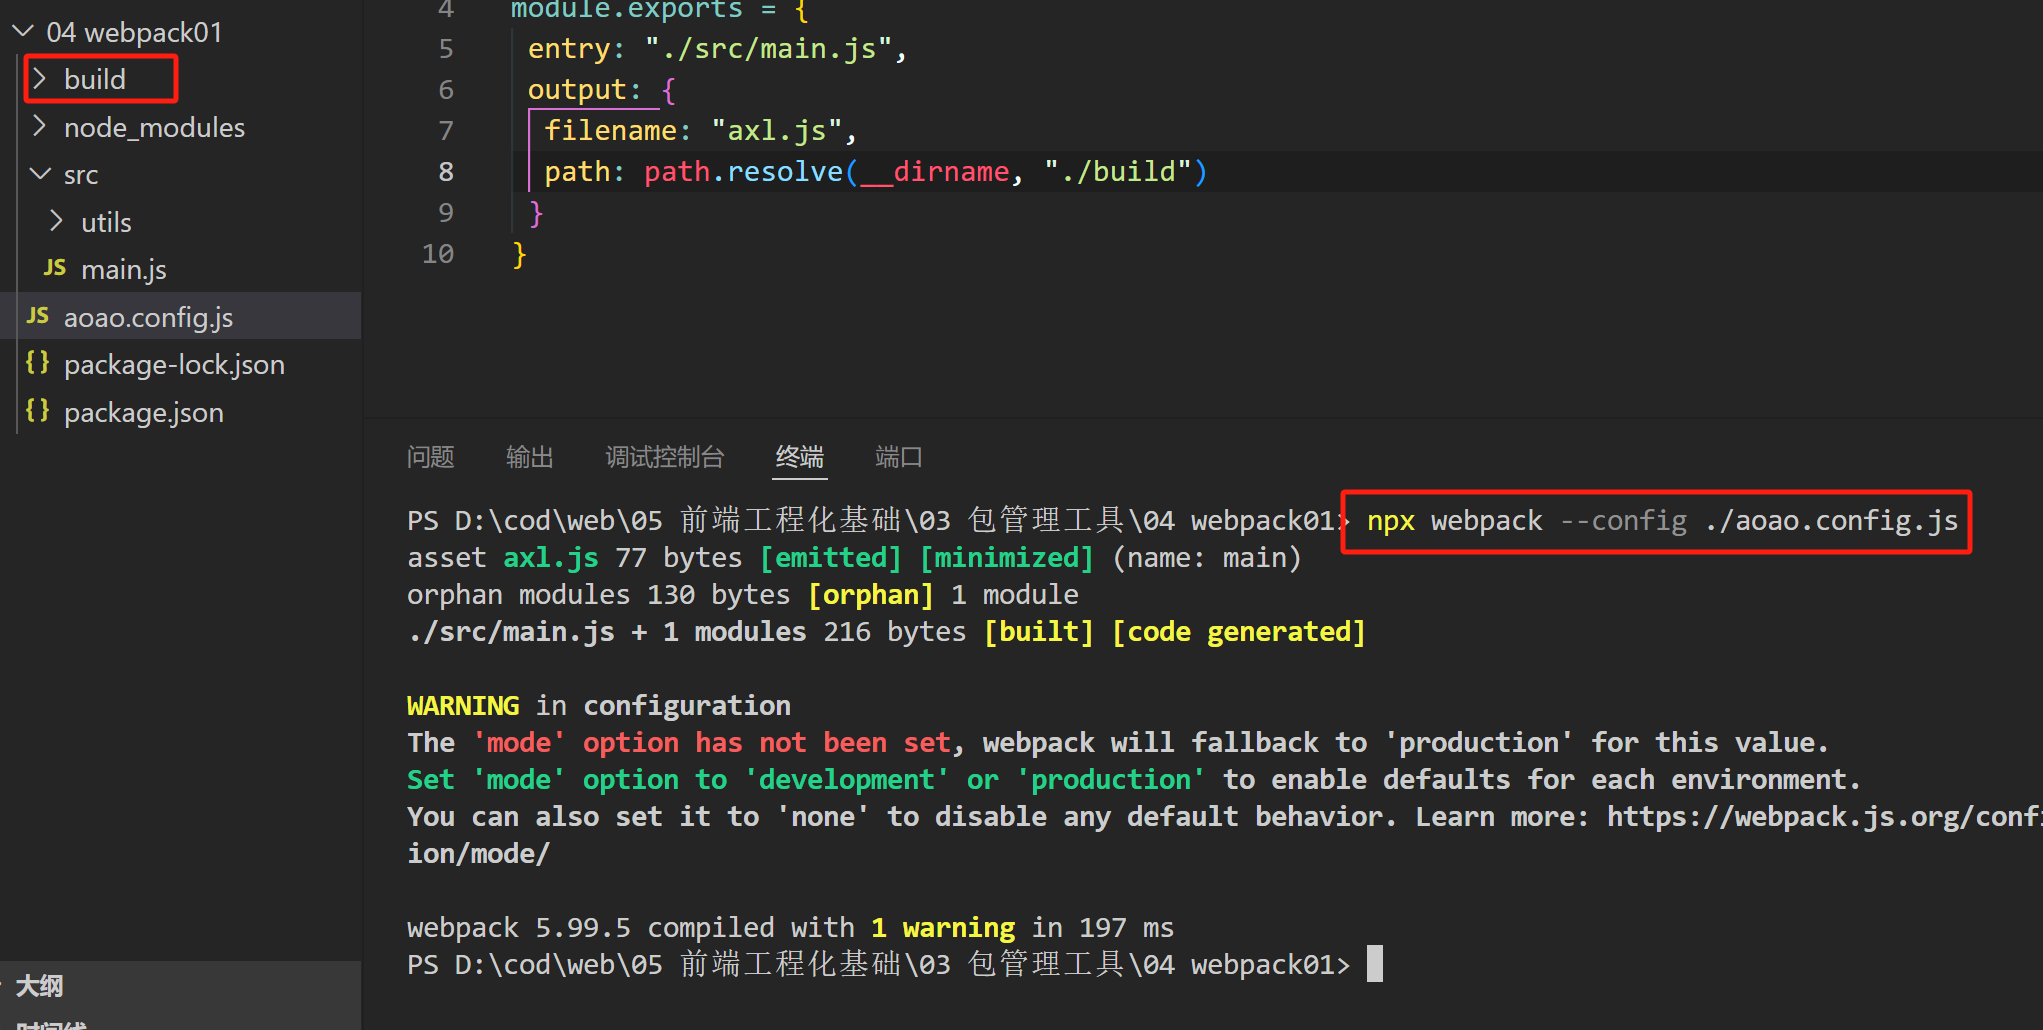 04 webpack01
build
node_modules
src
utils
JS main.js
JS aoao.config.js
{} package-lock.json
{} package.json
大纲
时间线
4 module.exports = {
5 entry: "./src/main.js",
6 output: {
7 filename: "axl.js",
8 path: path.resolve(__dirname, "./build")
9 }
10 }
问题 输出 调试控制台 终端 端口
PS D:\cod\web\05 前端工程化基础\03 包管理工具\04 webpack01> npx webpack --config ./aoao.config.js
asset axl.js 77 bytes [emitted] [minimized] (name: main)
orphan modules 130 bytes [orphan] 1 module
./src/main.js + 1 modules 216 bytes [built] [code generated]
WARNING in configuration
The 'mode' option has not been set, webpack will fallback to 'production' for this value.
Set 'mode' option to 'development' or 'production' to enable defaults for each environment.
You can also set it to 'none' to disable any default behavior. Learn more: https://webpack.js.org/conf
ion/mode/
webpack 5.99.5 compiled with 1 warning in 197 ms
PS D:\cod\web\05 前端工程化基础\03 包管理工具\04 webpack01>